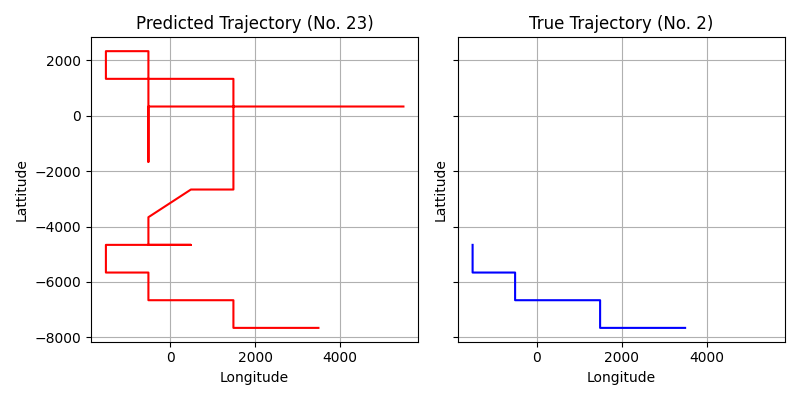 Predicted Trajectory (No. 23)
True Trajectory (No. 2)
2000
0
−2000
−4000
−6000
−8000
Lattitude
Lattitude
0
2000
4000
0
2000
4000
Longitude
Longitude